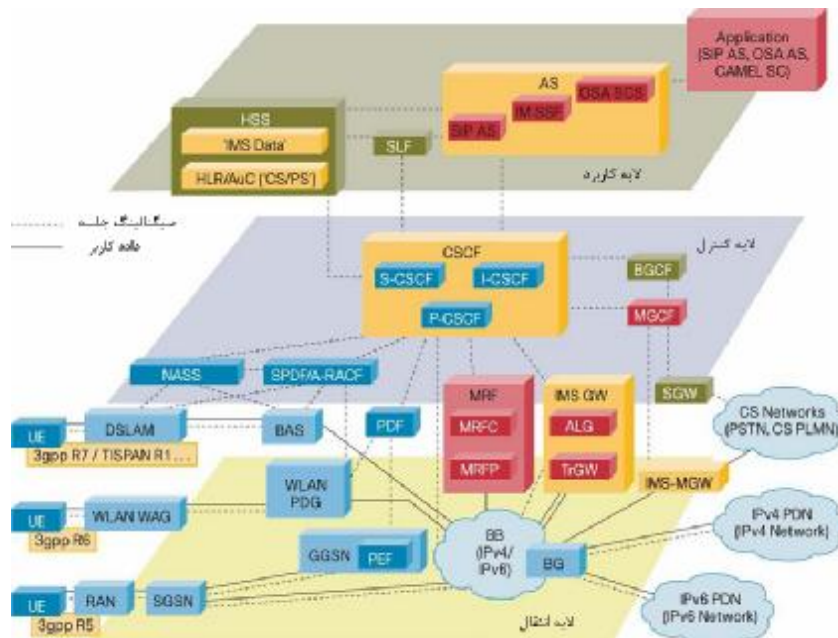 Application
(SIP AS, OSA AS,
CAMEL SC)
AS
OSA SCS
IM SSF
SIP AS
HSS
'IMS Data'
HLR/AuC ('CS/PS')
SLF
لایه کاربرد
سیگنالینگ جلسه
داده کاربر
لایه کنترل
CSCF
S-CSCF
I-CSCF
P-CSCF
BGCF
MGCF
SGW
NASS
SPDF/A-RACF
PDF
MRF
MRFC
MRFP
IMS GW
ALG
TrGW
CS Networks
(PSTN, CS PLMN)
UE
DSLAM
BAS
3gpp R7 / TISPAN R1...
WLAN
PDG
IMS-MGW
UE
WLAN WAG
3gpp R6
GGSN
PEF
BB
(IPv4/
IPv6)
BG
IPv4 PDN
(IPv4 Network)
UE
RAN
SGSN
3gpp R5
IPv6 PDN
(IPv6 Network)
لایه انتقال